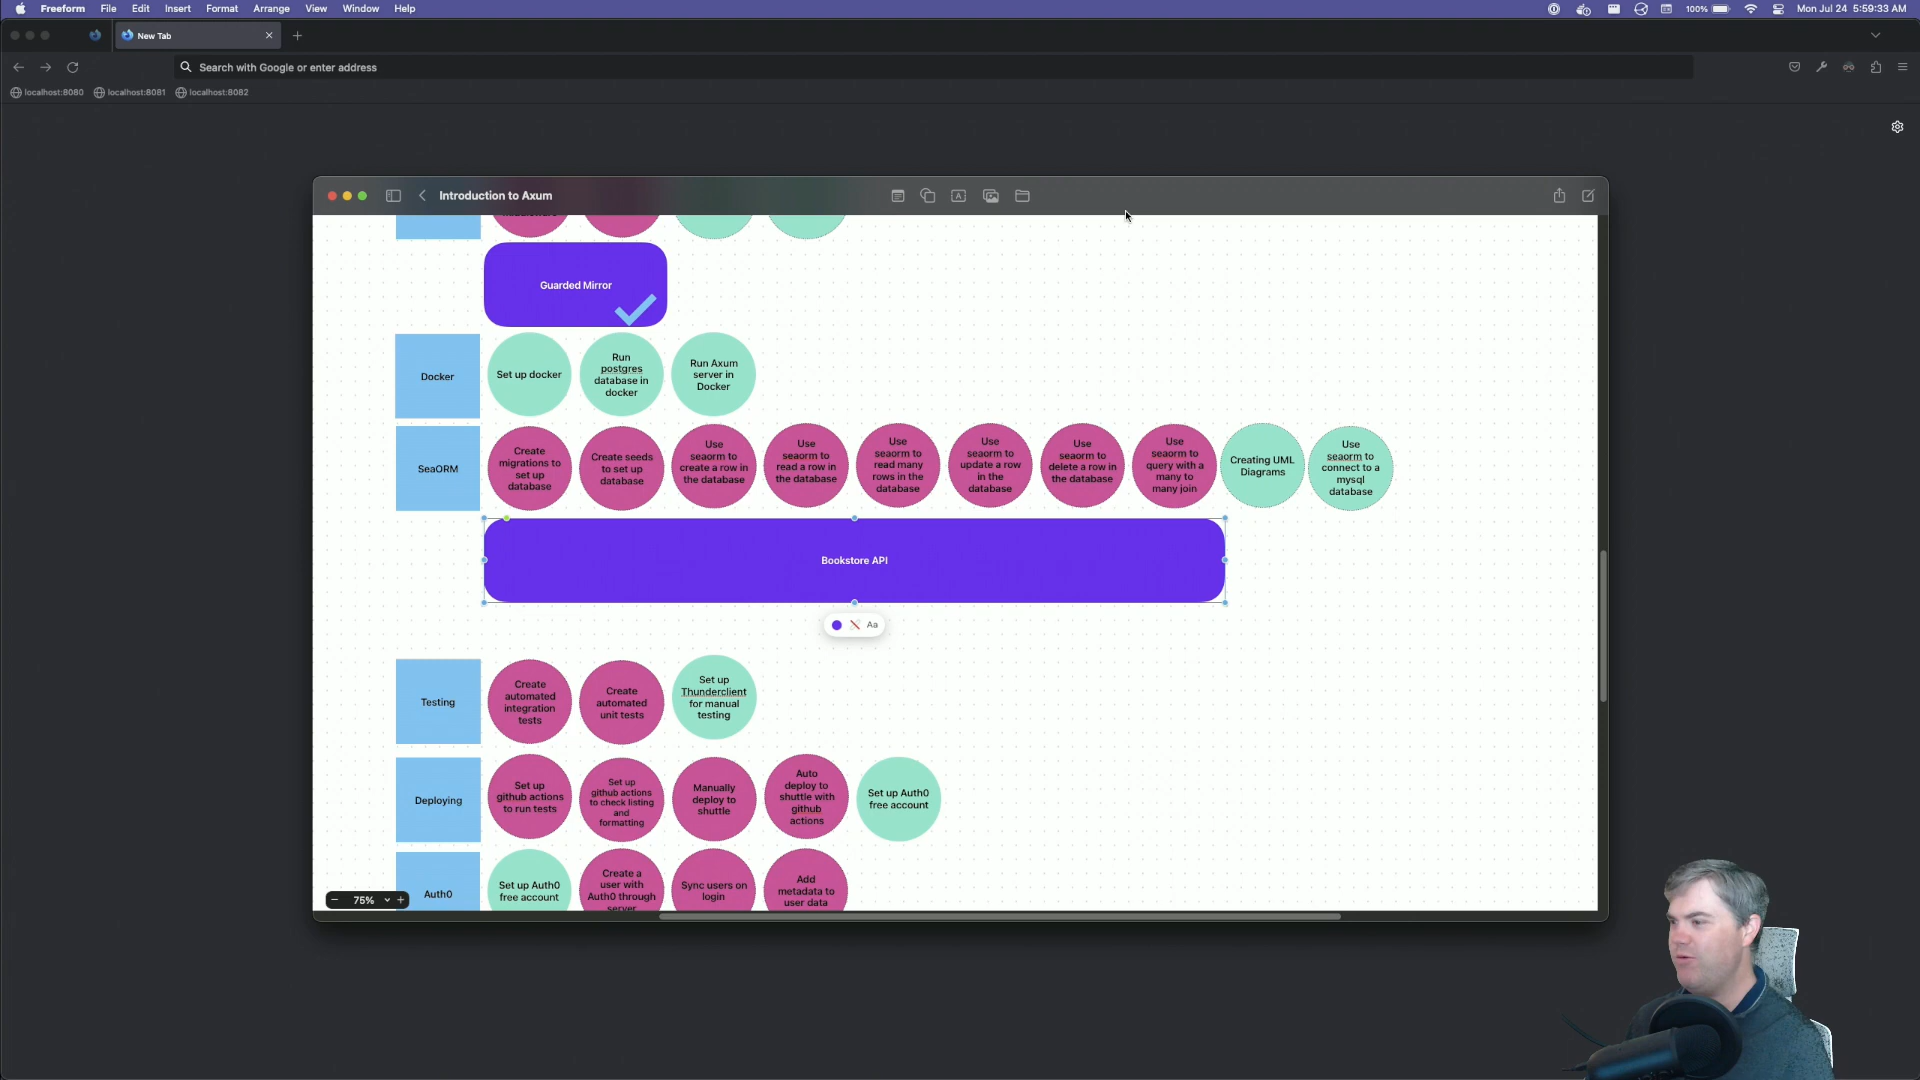 Freeform File Edit Insert Format Arrange View Window Help
100% Mon Jul 24 5:59:33 AM
New Tab
Search with Google or enter address
localhost:8080 localhost:8081 localhost:8082
Introduction to Axum
Guarded Mirror
Docker
Set up docker
Run
postgres
database in
docker
Run Axum
server in
Docker
SeaORM
Create
migrations to
set up
database
Create seeds
to set up
database
Use
seaorm to
create a row in
the database
Use
seaorm to
read a row in
the database
Use
seaorm to
read many
rows in the
database
Use
seaorm to
update a row
in the
database
Use
seaorm to
delete a row in
the database
Use
seaorm to
query with a
many to
many join
Creating UML
Diagrams
Use
seaorm to
connect to a
mysql
database
Bookstore API
Aa
Testing
Create
automated
integration
tests
Create
automated
unit tests
Set up
Thunderclient
for manual
testing
Deploying
Set up
github actions
to run tests
Set up
github actions
to check listing
and
formatting
Manually
deploy to
shuttle
Auto
deploy to
shuttle with
github
actions
Set up Auth0
free account
Auth0
Set up Auth0
free account
Create a
user with
Auth0 through
server
Sync users on
login
Add
metadata to
user data
75%